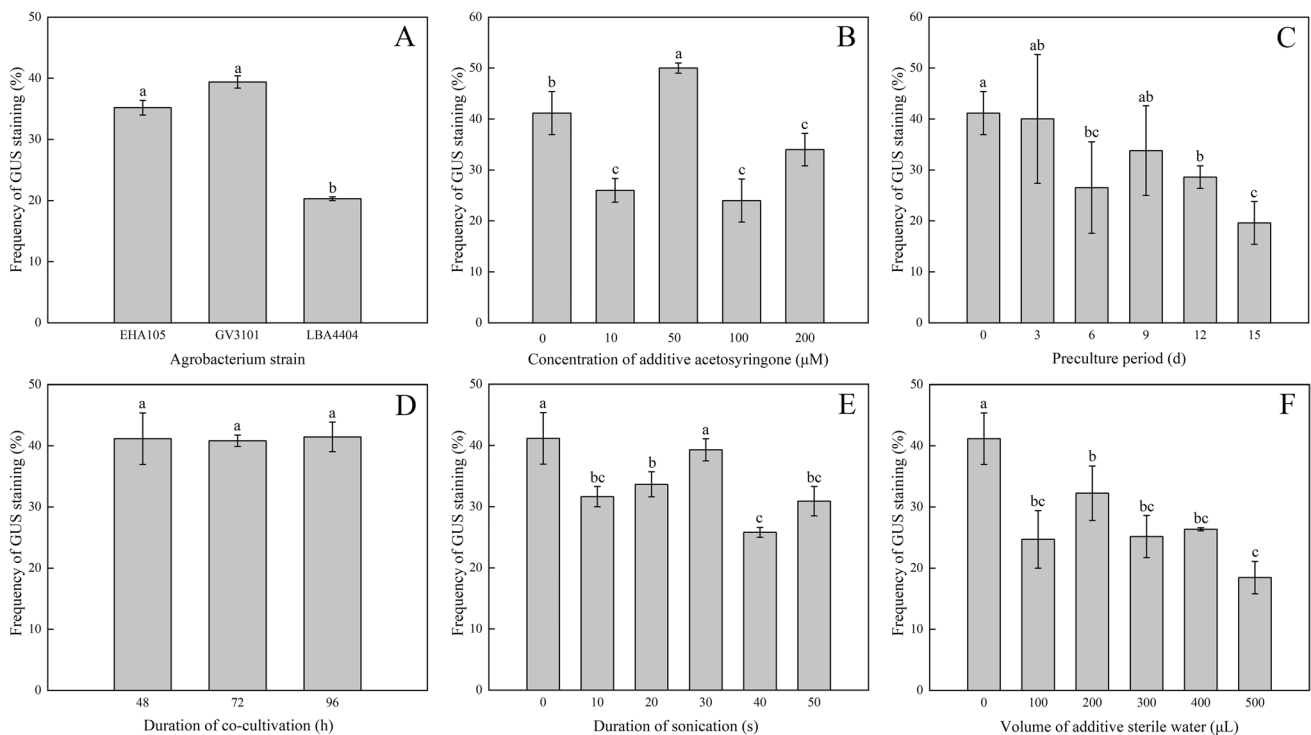 A
Frequency of GUS staining (%)
50
40
30
20
10
0
a
a
b
EHA105 GV3101 LBA4404
Agrobacterium strain
B
Frequency of GUS staining (%)
60
50
40
30
20
10
0
b
c
a
c
c
0 10 50 100 200
Concentration of additive acetosyringone (μM)
C
Frequency of GUS staining (%)
60
50
40
30
20
10
0
a
ab
bc
ab
b
c
0 3 6 9 12 15
Preculture period (d)
D
Frequency of GUS staining (%)
50
40
30
20
10
0
a
a
a
48 72 96
Duration of co-cultivation (h)
E
Frequency of GUS staining (%)
50
40
30
20
10
0
a
bc
b
a
c
bc
0 10 20 30 40 50
Duration of sonication (s)
F
Frequency of GUS staining (%)
50
40
30
20
10
0
a
bc
b
bc
bc
c
0 100 200 300 400 500
Volume of additive sterile water (μL)